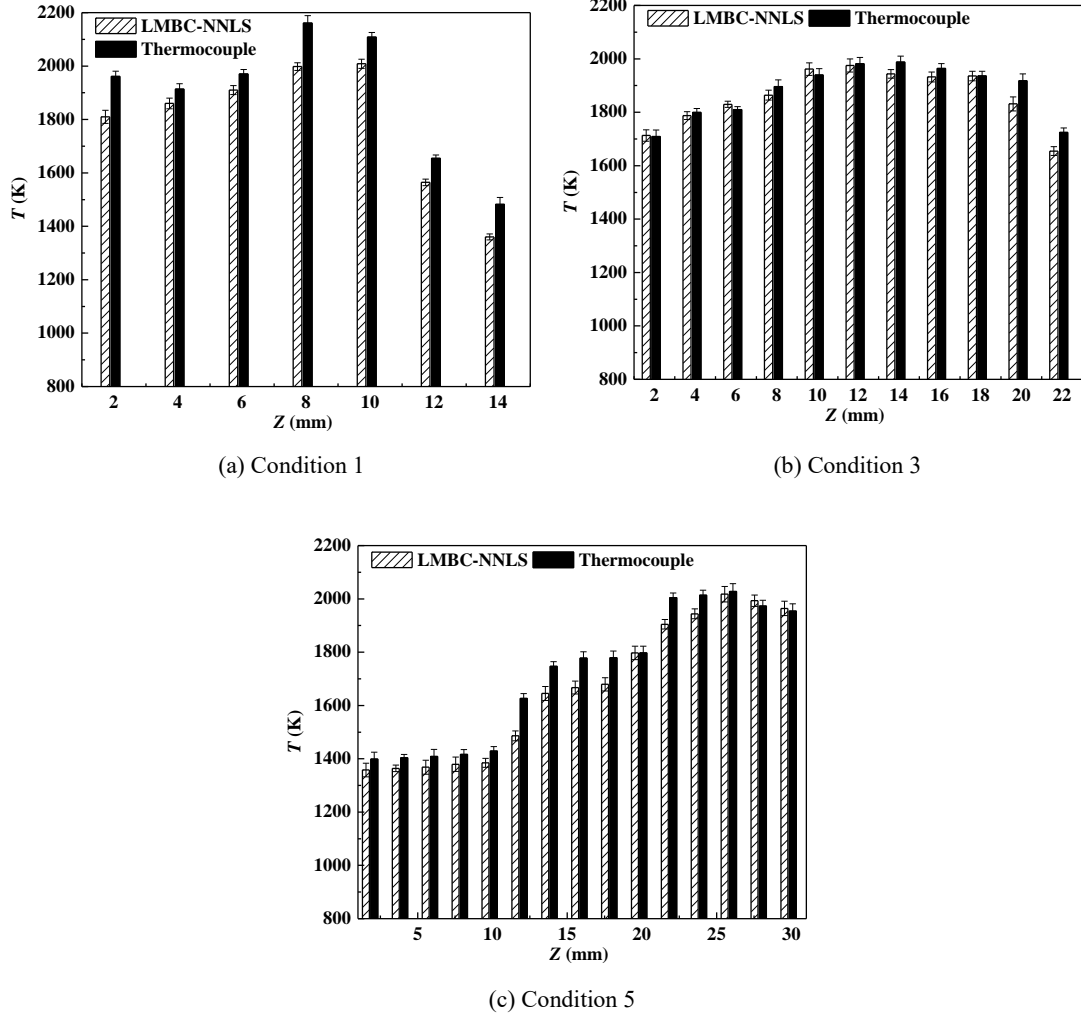 2200
LMBC-NNLS
Thermocouple
2000
1800
1600
1400
1200
1000
800
T (K)
2 4 6 8 10 12 14
Z (mm)
(a) Condition 1
2200
LMBC-NNLS Thermocouple
2000
1800
1600
1400
1200
1000
800
T (K)
2 4 6 8 10 12 14 16 18 20 22
Z (mm)
(b) Condition 3
2200
LMBC-NNLS Thermocouple
2000
1800
1600
1400
1200
1000
800
T (K)
5 10 15 20 25 30
Z (mm)
(c) Condition 5